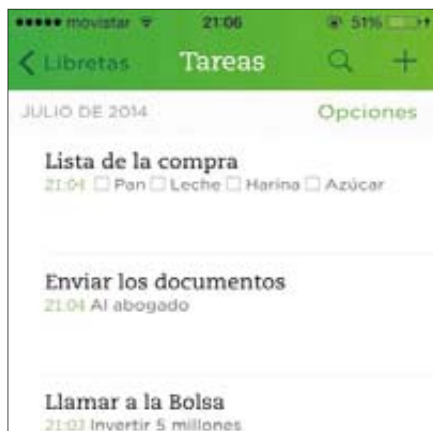 movistar 21:06 51%
Libretas Tareas
JULIO DE 2014 Opciones
Lista de la compra
21:04 Pan Leche Harina Azúcar
Enviar los documentos
21:04 Al abogado
Llamar a la Bolsa
21:03 Invertir 5 millones